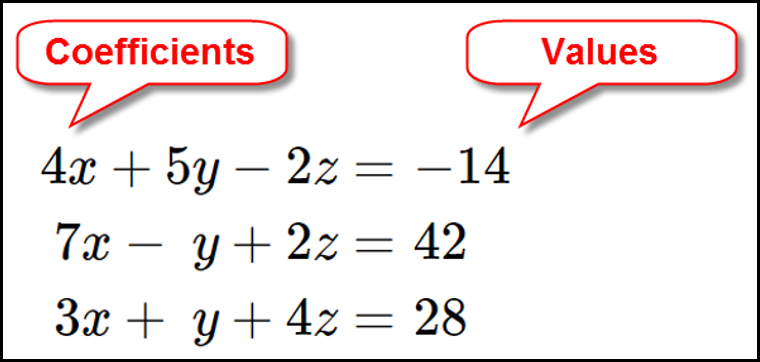 Coefficients
Values
4x + 5y − 2z = −14
7x − y + 2z = 42
3x + y + 4z = 28